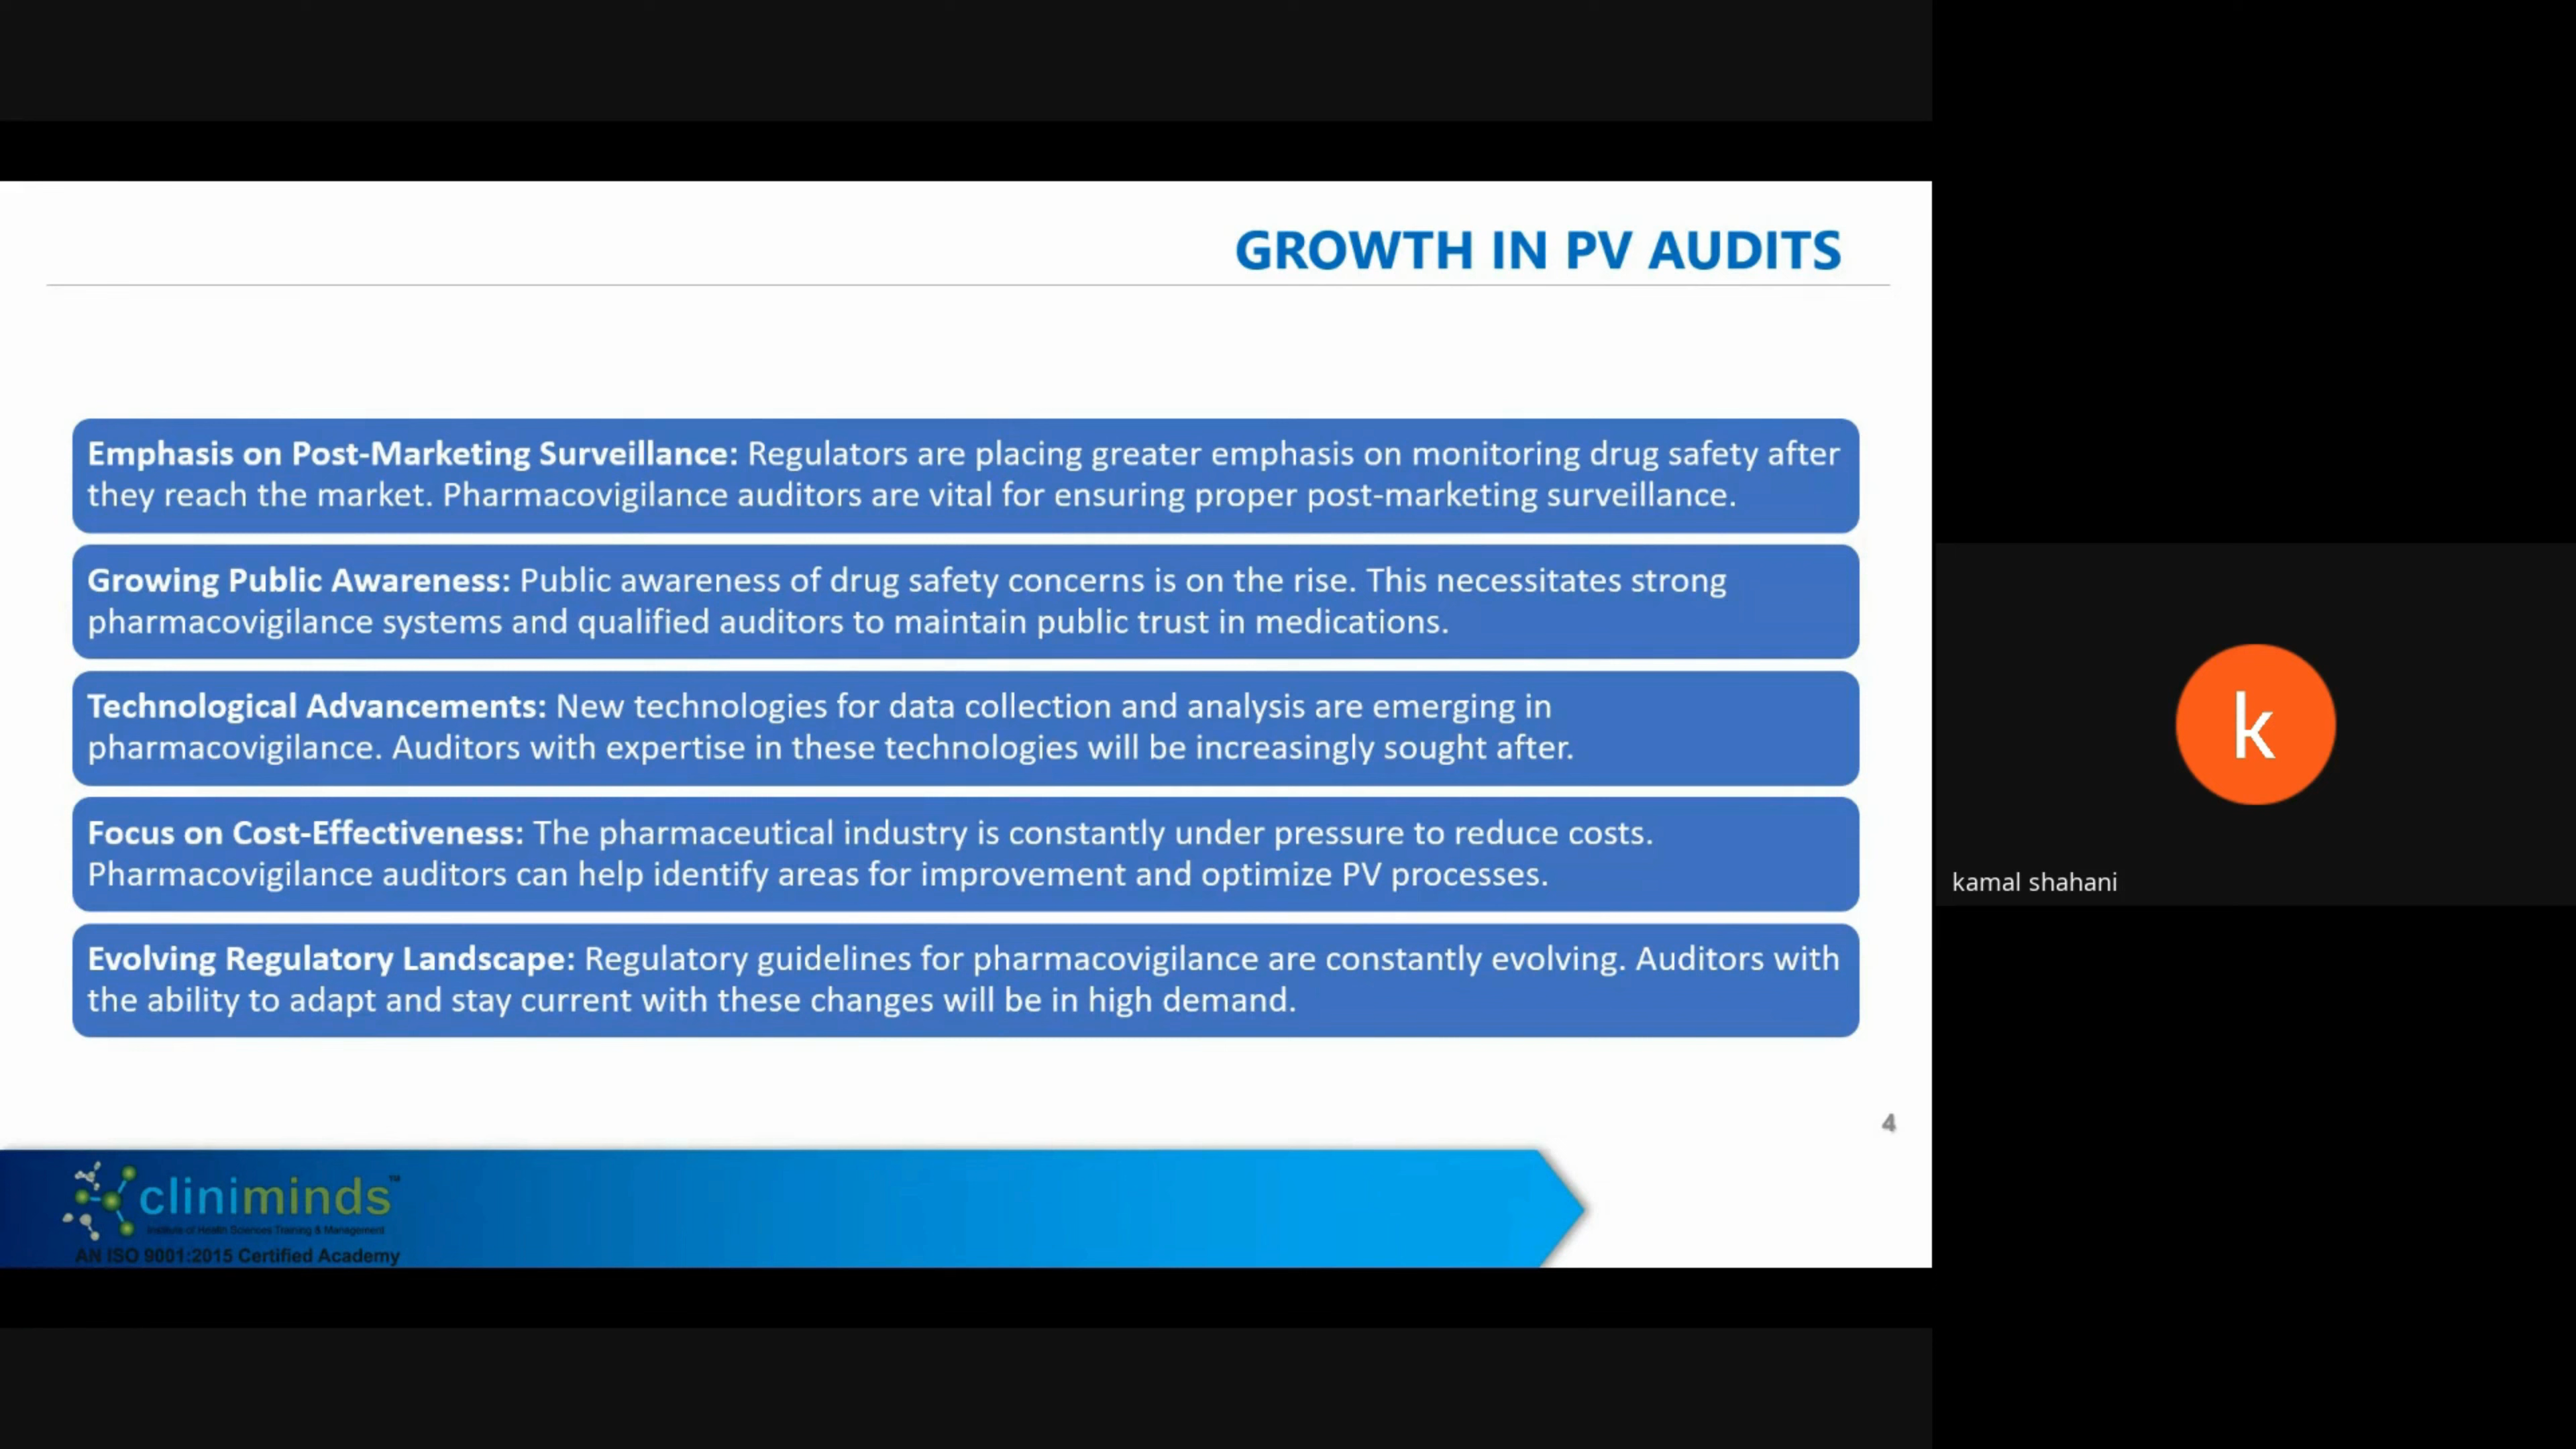 GROWTH IN PV AUDITS
Emphasis on Post-Marketing Surveillance: Regulators are placing greater emphasis on monitoring drug safety after
they reach the market. Pharmacovigilance auditors are vital for ensuring proper post-marketing surveillance.
Growing Public Awareness: Public awareness of drug safety concerns is on the rise. This necessitates strong
pharmacovigilance systems and qualified auditors to maintain public trust in medications.
Technological Advancements: New technologies for data collection and analysis are emerging in
pharmacovigilance. Auditors with expertise in these technologies will be increasingly sought after.
Focus on Cost-Effectiveness: The pharmaceutical industry is constantly under pressure to reduce costs.
Pharmacovigilance auditors can help identify areas for improvement and optimize PV processes.
Evolving Regulatory Landscape: Regulatory guidelines for pharmacovigilance are constantly evolving. Auditors with
the ability to adapt and stay current with these changes will be in high demand.
4
cliniminds™
Institute of Health Sciences Training & Management
AN ISO 9001:2015 Certified Academy
k
kamal shahani